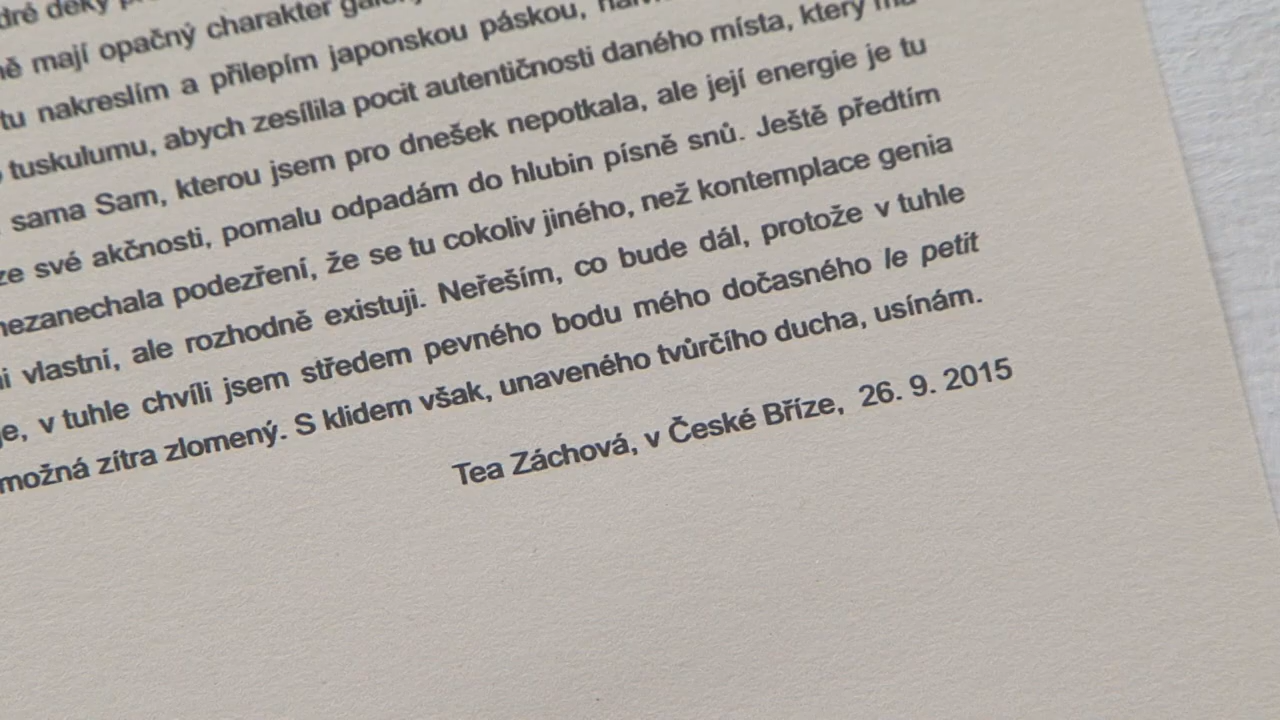 mají opačný charakter
tu nakreslím a přilepím japonskou páskou,
tuskulumu, abych zesílila pocit autentičnosti daného místa, který
sama Sam, kterou jsem pro dnešek nepotkala, ale její energie je tu
ze své akčnosti, pomalu odpadám do hlubin písně snů. Ještě předtím
nezanechala podezření, že se tu cokoliv jiného, než kontemplace genia
vlastní, ale rozhodně existuji. Neřeším, co bude dál, protože v tuhle
v tuhle chvíli jsem středem pevného bodu mého dočasného le petit
možná zítra zlomený. S klidem však, unaveného tvůrčího ducha, usínám.
Tea Záchová, v České Bříze, 26. 9. 2015